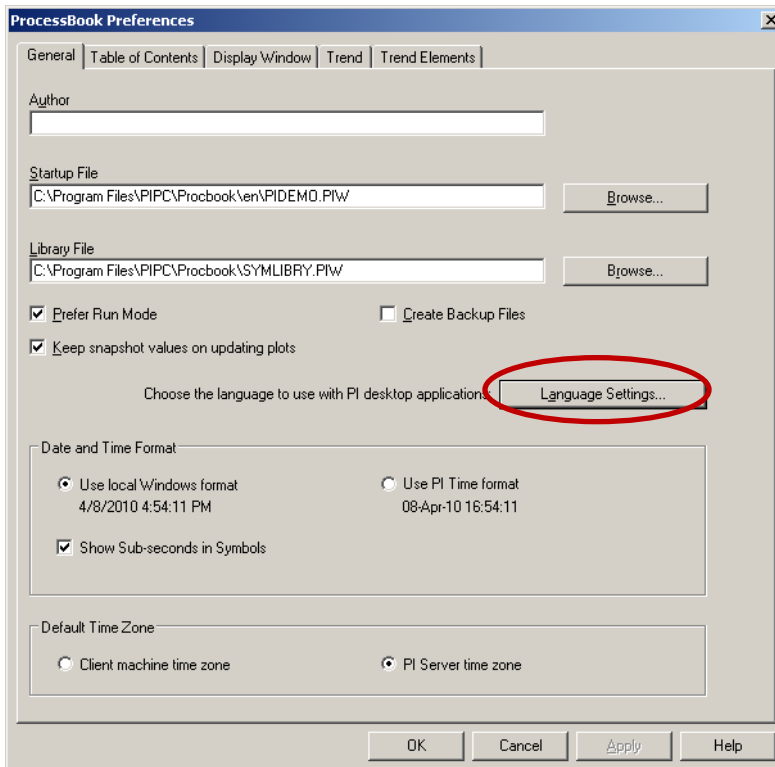 ProcessBook Preferences
General Table of Contents Display Window Trend Trend Elements
Author
Startup File
C:\Program Files\PIPC\Procbook\en\PIDEMO.PIW Browse...
Library File
C:\Program Files\PIPC\Procbook\SYMLIBRY.PIW Browse...
Prefer Run Mode Create Backup Files
Keep snapshot values on updating plots
Choose the language to use with PI desktop applications: Language Settings...
Date and Time Format
Use local Windows format Use PI Time format
4/8/2010 4:54:11 PM 08-Apr-10 16:54:11
Show Sub-seconds in Symbols
Default Time Zone
Client machine time zone PI Server time zone
OK Cancel Apply Help